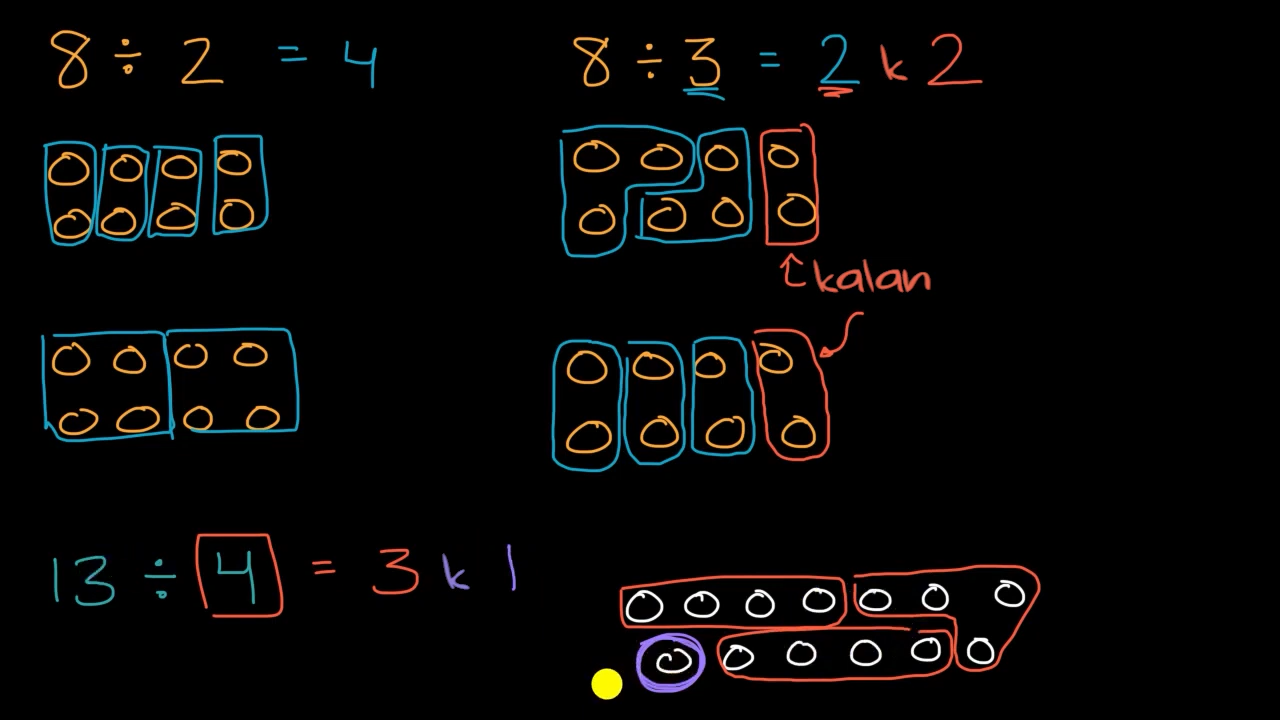 8 ÷ 2 = 4
8 ÷ 3 = 2 k 2
kalan
13 ÷ 4 = 3 k 1